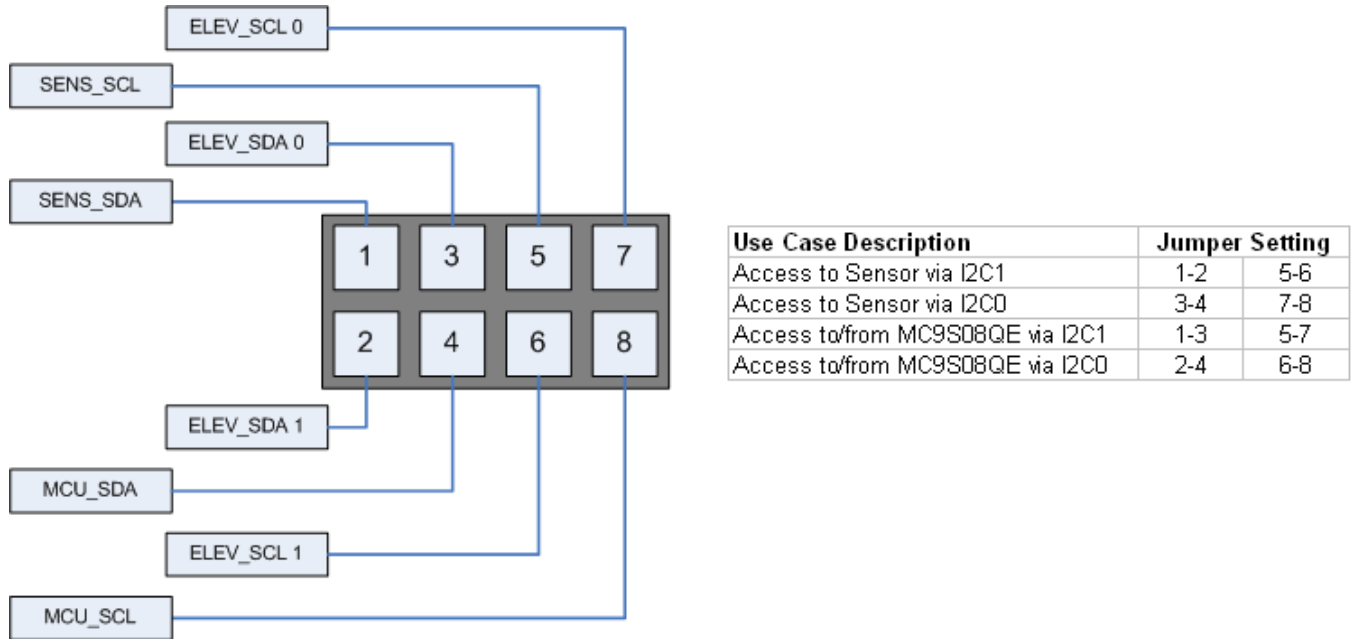 ELEV_SCL 0
SENS_SCL
ELEV_SDA 0
SENS_SDA
1 3 5 7
2 4 6 8
ELEV_SDA 1
MCU_SDA
ELEV_SCL 1
MCU_SCL
Use Case Description Jumper Setting
Access to Sensor via I2C1 1-2 5-6
Access to Sensor via I2C0 3-4 7-8
Access to/from MC9S08QE via I2C1 1-3 5-7
Access to/from MC9S08QE via I2C0 2-4 6-8